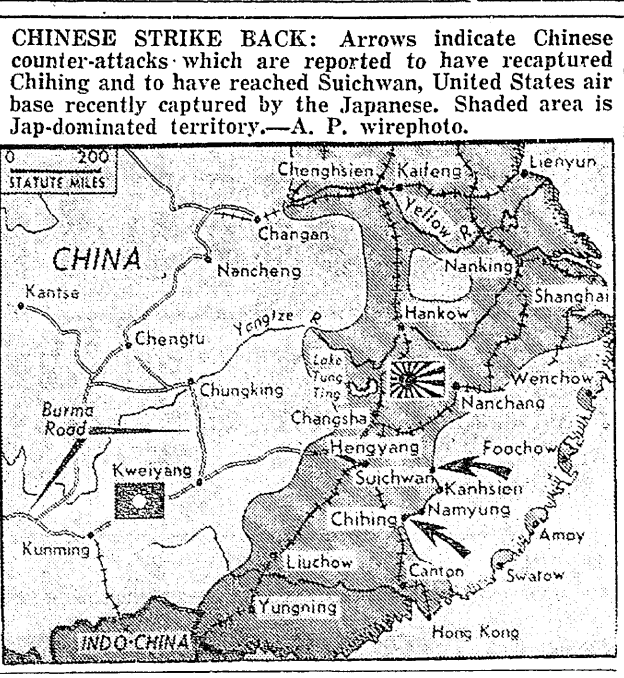 CHINESE STRIKE BACK: Arrows indicate Chinese
counter-attacks which are reported to have recaptured
Chihing and to have reached Suichwan, United States air
base recently captured by the Japanese. Shaded area is
Jap-dominated territory.—A. P. wirephoto.
0 200
STATUTE MILES
Chenghsien
Kaifeng
Lienyun
Yellow R.
Changan
CHINA
Nancheng
Nanking
Kantse
Shanghai
Hankow
Yangtze R.
Chengtu
Lake
Tung
Ting
Chungking
Wenchow
Nanchang
Burma
Road
Changsha
Hengyang
Foochow
Kweiyang
Suichwan
Kanhsien
Namyung
Chihing
Amoy
Kunming
Liuchow
Canton
Swatow
Yungning
Hong Kong
INDO-CHINA